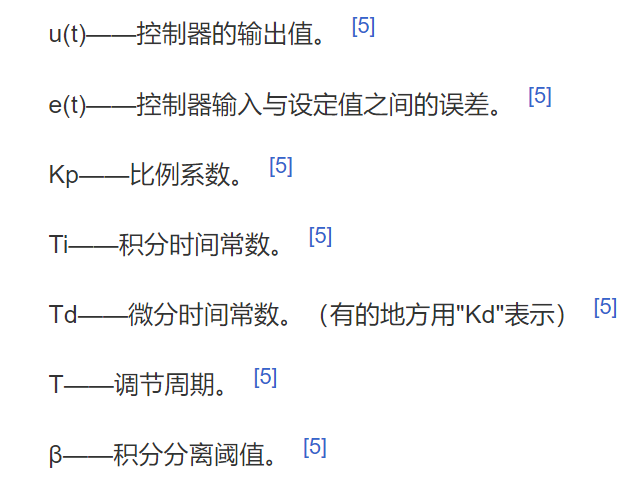 u(t)——控制器的输出值。 [5]
e(t)——控制器输入与设定值之间的误差。 [5]
Kp——比例系数。 [5]
Ti——积分时间常数。 [5]
Td——微分时间常数。（有的地方用"Kd"表示） [5]
T——调节周期。 [5]
β——积分分离阈值。 [5]